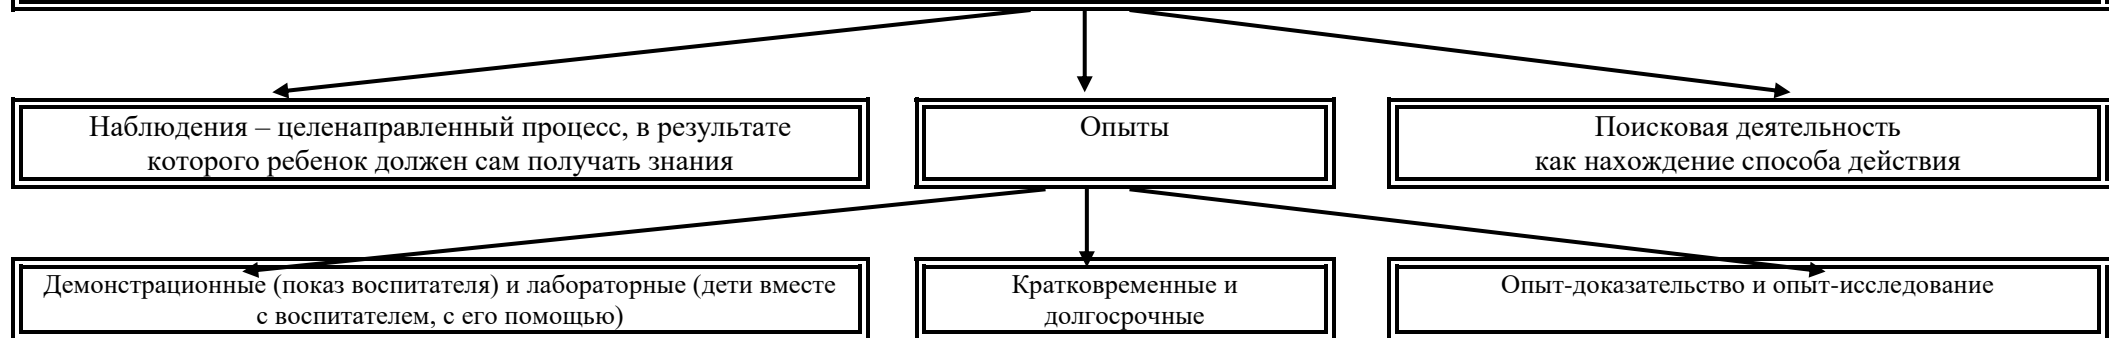 Наблюдения – целенаправленный процесс, в результате
которого ребенок должен сам получать знания
Опыты
Поисковая деятельность
как нахождение способа действия
Демонстрационные (показ воспитателя) и лабораторные (дети вместе
с воспитателем, с его помощью)
Кратковременные и
долгосрочные
Опыт-доказательство и опыт-исследование